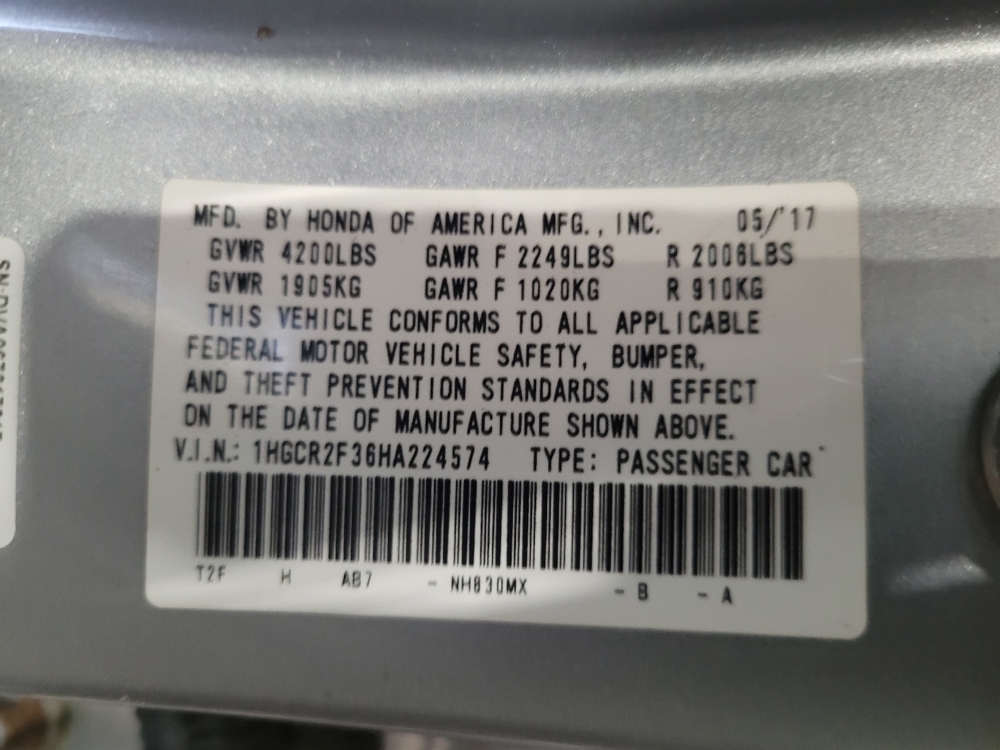 MFD. BY HONDA OF AMERICA MFG., INC. 05/'17
GVWR 4200LBS GAWR F 2249LBS R 2006LBS
GVWR 1905KG GAWR F 1020KG R 910KG
THIS VEHICLE CONFORMS TO ALL APPLICABLE
FEDERAL MOTOR VEHICLE SAFETY, BUMPER,
AND THEFT PREVENTION STANDARDS IN EFFECT
ON THE DATE OF MANUFACTURE SHOWN ABOVE.
V.I.N.: 1HGCR2F36HA224574 TYPE: PASSENGER CAR
T2F H AB7 - NH830MX - B - A